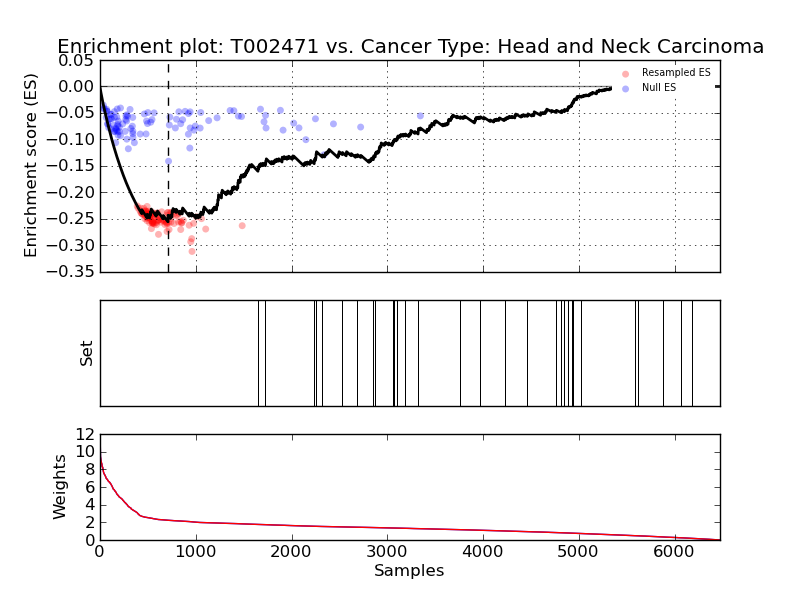 Enrichment plot: T002471 vs. Cancer Type: Head and Neck Carcinoma
0.05
0.00
−0.05
−0.10
−0.15
−0.20
−0.25
−0.30
−0.35
Enrichment score (ES)
Resampled ES
Null ES
Set
12
10
8
6
4
2
0
Weights
0 1000 2000 3000 4000 5000 6000
Samples